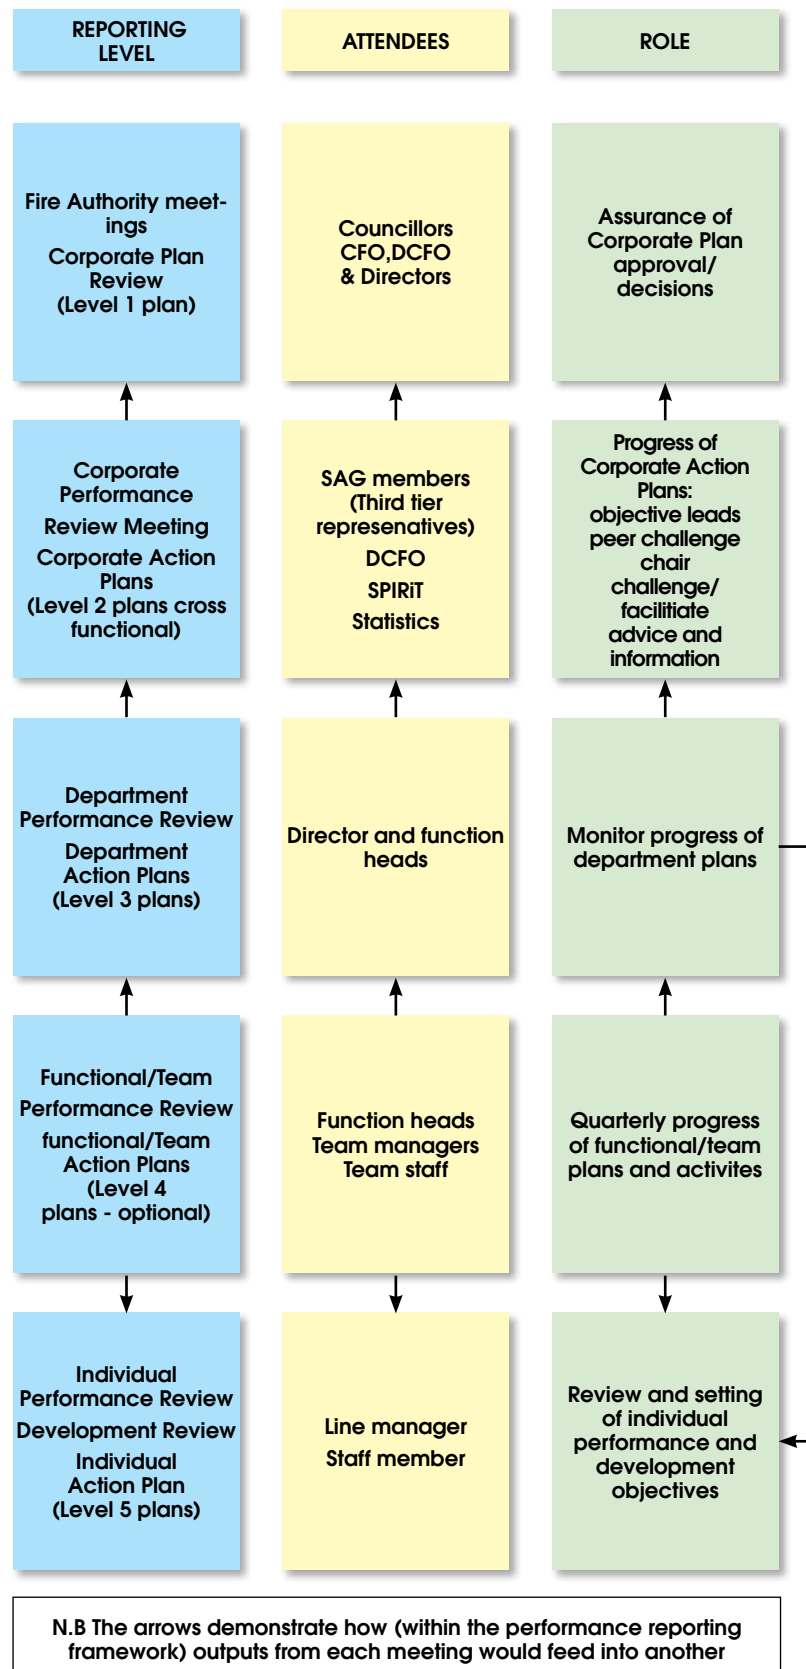 REPORTING
LEVEL
ATTENDEES
ROLE
Fire Authority meet-
ings
Corporate Plan
Review
(Level 1 plan)
Councillors
CFO,DCFO
& Directors
Assurance of
Corporate Plan
approval/
decisions
Corporate
Performance
Review Meeting
Corporate Action
Plans
(Level 2 plans cross
functional)
SAG members
(Third tier
represenatives)
DCFO
SPIRiT
Statistics
Progress of
Corporate Action
Plans:
objective leads
peer challenge
chair
challenge/
facilitiate
advice and
information
Department
Performance Review
Department
Action Plans
(Level 3 plans)
Director and function
heads
Monitor progress of
department plans
Functional/Team
Performance Review
functional/Team
Action Plans
(Level 4
plans - optional)
Function heads
Team managers
Team staff
Quarterly progress
of functional/team
plans and activites
Individual
Performance Review
Development Review
Individual
Action Plan
(Level 5 plans)
Line manager
Staff member
Review and setting
of individual
performance and
development
objectives
N.B The arrows demonstrate how (within the performance reporting
framework) outputs from each meeting would feed into another